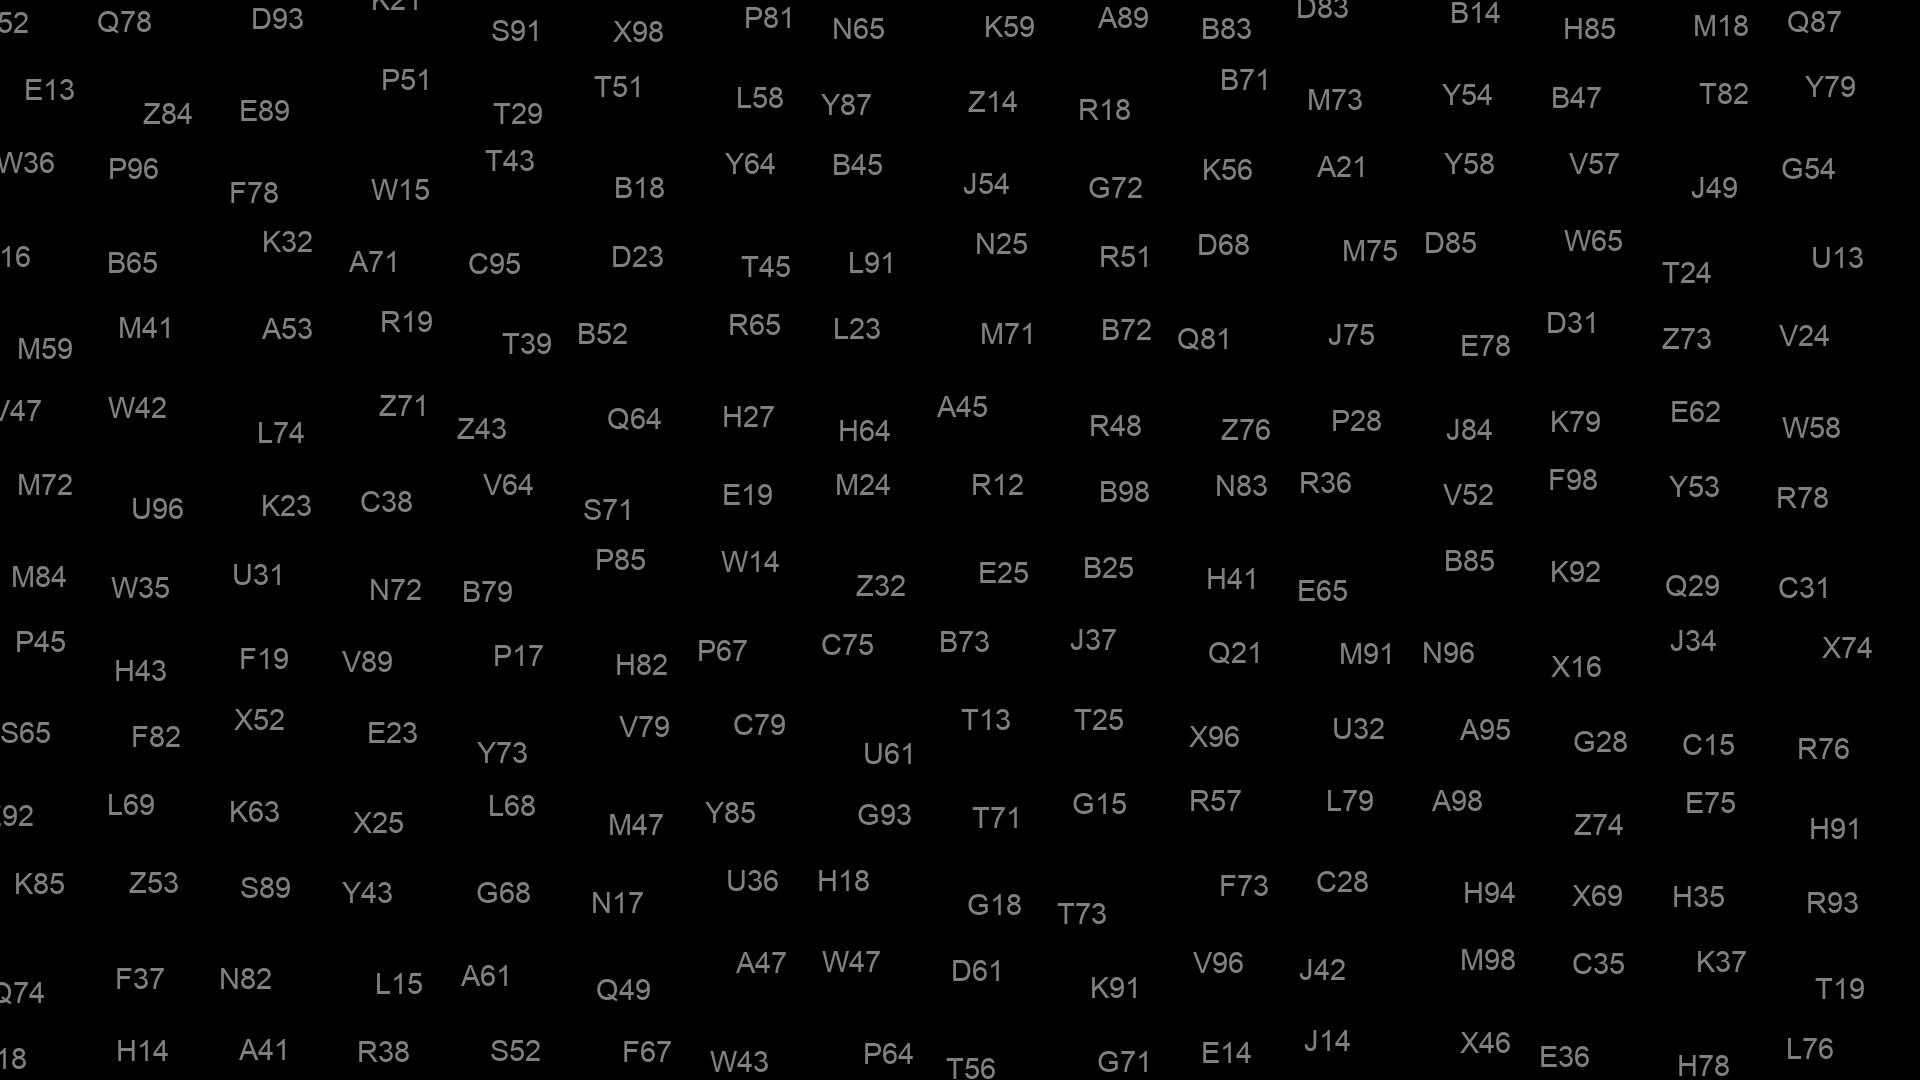 52 Q78 D93 K21 S91 X98 P81 N65 K59 A89 B83 D83 B14 H85 M18 Q87
E13 Z84 E89 P51 T29 T51 L58 Y87 Z14 R18 B71 M73 Y54 B47 T82 Y79
W36 P96 F78 W15 T43 B18 Y64 B45 J54 G72 K56 A21 Y58 V57 J49 G54
16 B65 K32 A71 C95 D23 T45 L91 N25 R51 D68 M75 D85 W65 T24 U13
M59 M41 A53 R19 T39 B52 R65 L23 M71 B72 Q81 J75 E78 D31 Z73 V24
V47 W42 L74 Z71 Z43 Q64 H27 H64 A45 R48 Z76 P28 J84 K79 E62 W58
M72 U96 K23 C38 V64 S71 E19 M24 R12 B98 N83 R36 V52 F98 Y53 R78
M84 W35 U31 N72 B79 P85 W14 Z32 E25 B25 H41 E65 B85 K92 Q29 C31
P45 H43 F19 V89 P17 H82 P67 C75 B73 J37 Q21 M91 N96 X16 J34 X74
S65 F82 X52 E23 Y73 V79 C79 U61 T13 T25 X96 U32 A95 G28 C15 R76
92 L69 K63 X25 L68 M47 Y85 G93 T71 G15 R57 L79 A98 Z74 E75 H91
K85 Z53 S89 Y43 G68 N17 U36 H18 G18 T73 F73 C28 H94 X69 H35 R93
Q74 F37 N82 L15 A61 Q49 A47 W47 D61 K91 V96 J42 M98 C35 K37 T19
18 H14 A41 R38 S52 F67 W43 P64 T56 G71 E14 J14 X46 E36 H78 L76